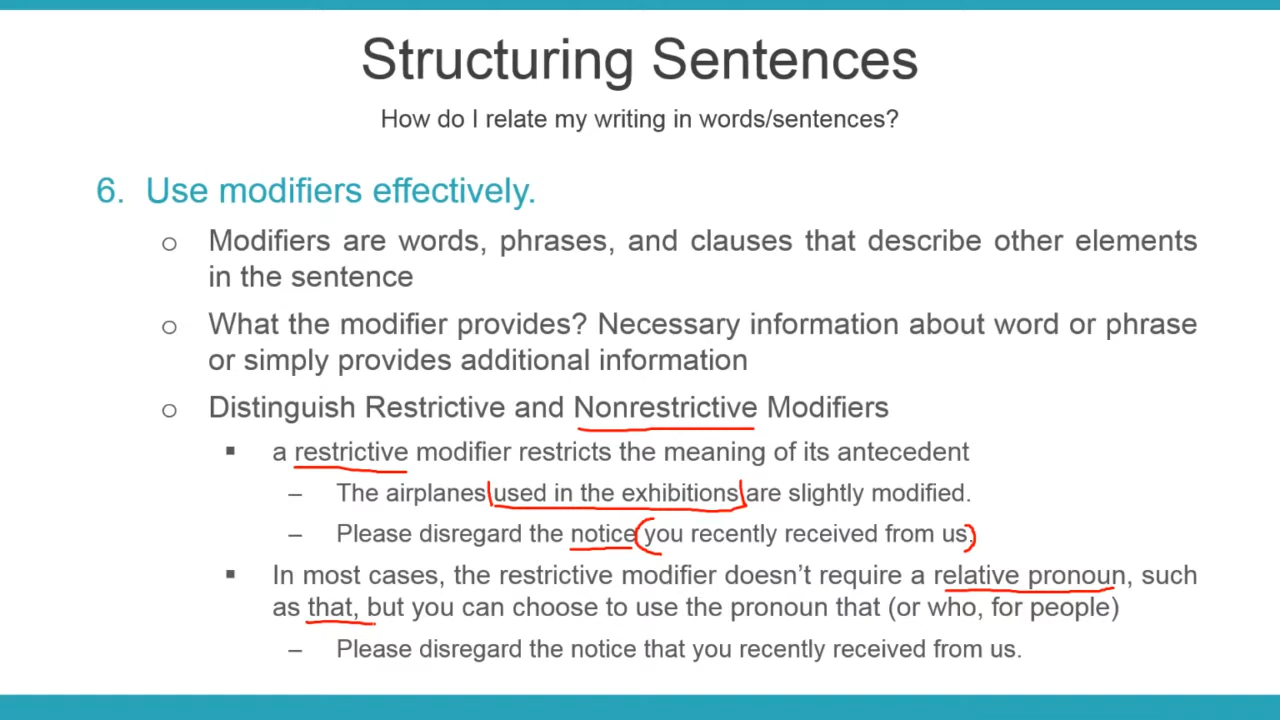 Structuring Sentences
How do I relate my writing in words/sentences?
6. Use modifiers effectively.
o Modifiers are words, phrases, and clauses that describe other elements
in the sentence
o What the modifier provides? Necessary information about word or phrase
or simply provides additional information
o Distinguish Restrictive and Nonrestrictive Modifiers
▪ a restrictive modifier restricts the meaning of its antecedent
– The airplanes used in the exhibitions are slightly modified.
– Please disregard the notice you recently received from us.
▪ In most cases, the restrictive modifier doesn’t require a relative pronoun, such
as that, but you can choose to use the pronoun that (or who, for people)
– Please disregard the notice that you recently received from us.